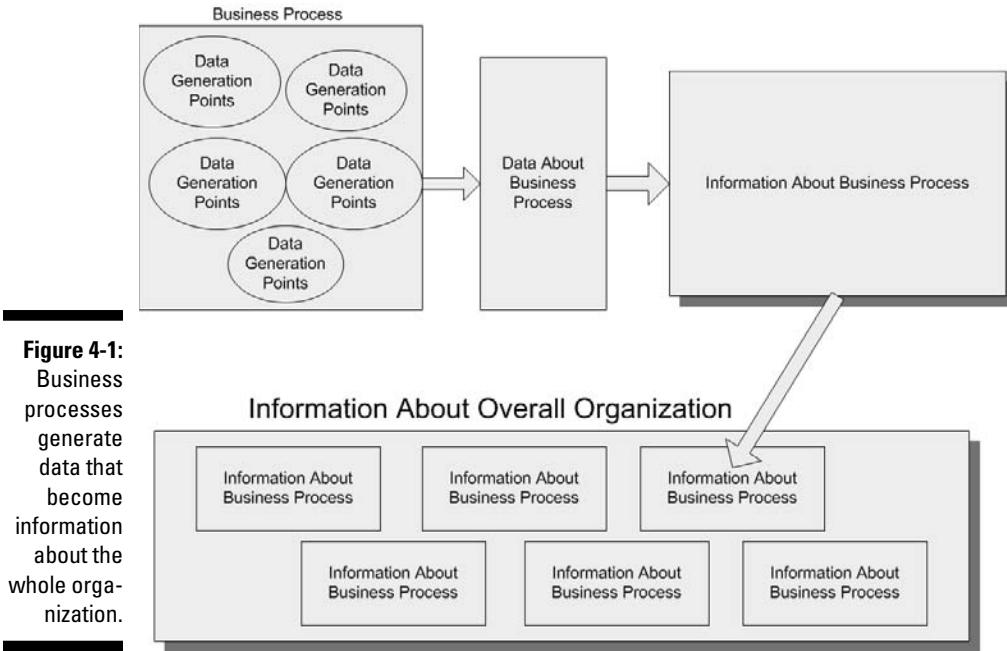 Business Process
Data
Generation
Points
Data
Generation
Points
Data
Generation
Points
Data
Generation
Points
Data
Generation
Points
Data About
Business
Process
Information About Business Process
Figure 4-1:
Business
processes
generate
data that
become
information
about the
whole orga-
nization.
Information About Overall Organization
Information About
Business Process
Information About
Business Process
Information About
Business Process
Information About
Business Process
Information About
Business Process
Information About
Business Process